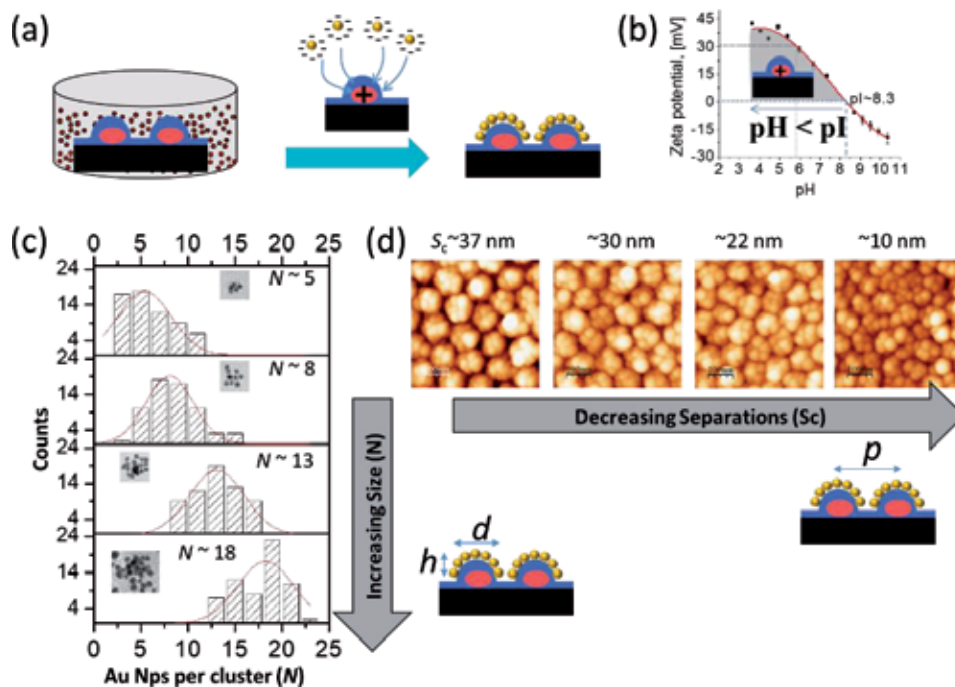 (a)
+
(b)
Zeta potential, [mV]
45
30
15
0
-15
-30
+
pI~8.3
pH < pI
2 3 4 5 6 7 8 9 10 11
pH
(c)
0 5 10 15 20 25
24
14
4
N ~ 5
24
14
4
N ~ 8
24
14
4
N ~ 13
24
14
4
N ~ 18
Counts
0 5 10 15 20 25
Au Nps per cluster (N)
Increasing Size (N)
(d)
Sc~37 nm ~30 nm ~22 nm ~10 nm
Decreasing Separations (Sc)
p
d
h